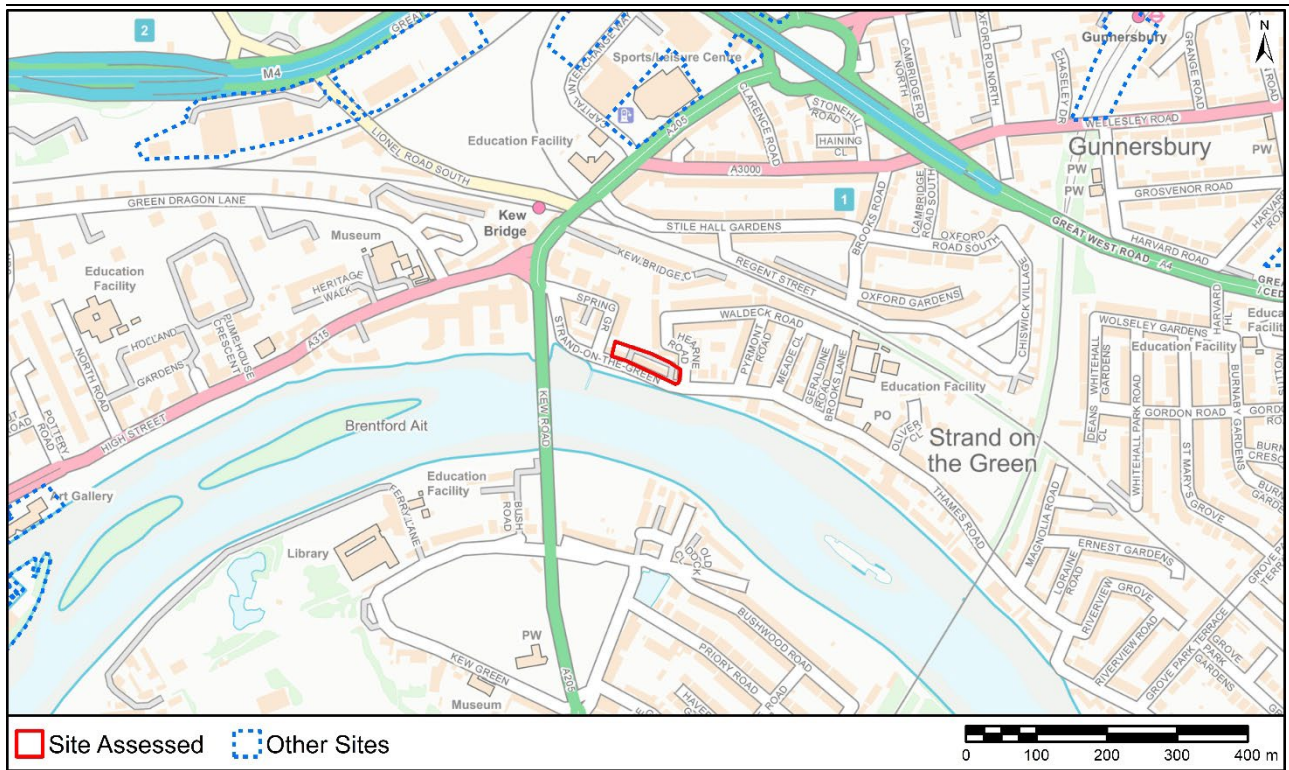 2
GREAT
M4
CAPITAL INTERCHANGE WAY
Sports/Leisure Centre
Gunnersbury
N
CAMBRIDGE RD
NORTH
OXFORD RD NORTH
CHASELEY DR
GRANGE ROAD
CLARENCE ROAD
STONEHILL
ROAD
HAINING
CL
WELLESLEY ROAD
Education Facility
A205
LIONEL ROAD SOUTH
A3000
Gunnersbury
PW
PW
PW
GROSVENOR ROAD
GREEN DRAGON LANE
Kew
Bridge
1
BROOKS ROAD
CAMBRIDGE
ROAD SOUTH
OXFORD
ROAD SOUTH
STILE HALL GARDENS
GREAT WEST ROAD
A4
HARVARD ROAD
Museum
KEW BRIDGE CT
REGENT STREET
OXFORD GARDENS
CHISWICK VILLAGE
Education
Facility
HERITAGE
WALK
SPRING
GR
WALDECK ROAD
HARVARD
HL
HOLLAND
GARDENS
PUMPHOUSE
CRESCENT
A315
STRAND-ON-THE-GREEN
HEARNE
ROAD
PYRMONT
ROAD
MEADE CL
GERALDINE
ROAD
BROOKS LANE
WOLSELEY GARDENS
Education Facility
NORTH ROAD
KEW ROAD
Education Facility
WHITEHALL
GARDENS
BURNABY GARDENS
POTTERY
ROAD
HIGH STREET
Brentford Ait
PO
OLIVER
CL
DEANS
CL
WHITEHALL PARK ROAD
GORDON ROAD
ST MARYS GROVE
Strand on
the Green
Art Gallery
Education
Facility
FERRY LANE
BUSH
ROAD
THAMES ROAD
MAGNOLIA ROAD
Library
OLD
DOCK
CL
ERNEST GARDENS
LORAINE
ROAD
RIVERVIEW
GROVE
RIVERVIEW ROAD
GROVE PARK TERRACE
GROVE
PARK
GARDENS
BUSHWOOD ROAD
PRIORY ROAD
PW
KEW GREEN
A205
Museum
Site Assessed
Other Sites
0 100 200 300 400 m